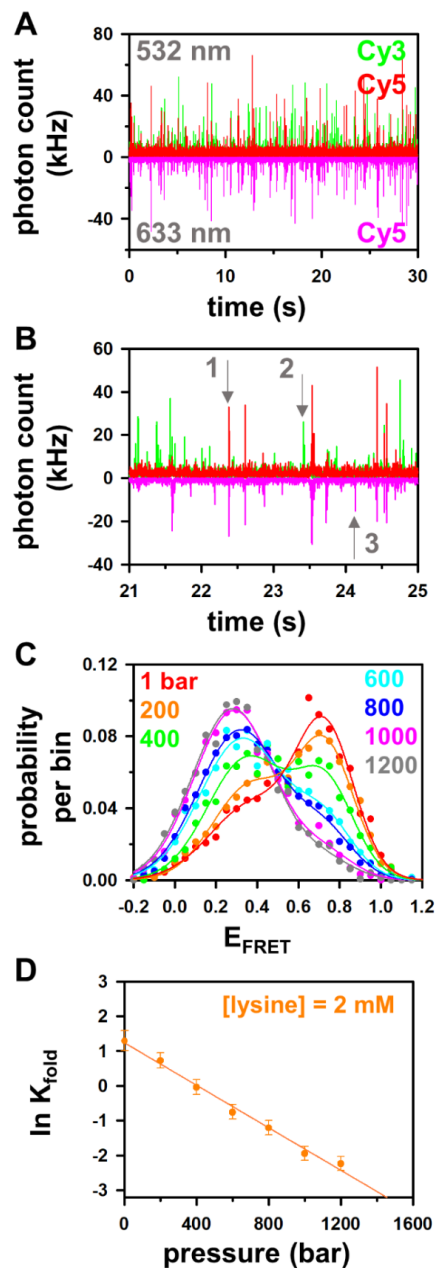 A
532 nm
Cy3
Cy5
633 nm
Cy5
photon count
(kHz)
80
40
0
-40
0
10
20
30
time (s)
B
1
2
3
photon count
(kHz)
60
40
20
0
-20
-40
21
22
23
24
25
time (s)
C
1 bar
200
400
600
800
1000
1200
probability
per bin
0.12
0.08
0.04
0.00
-0.2
0.0
0.2
0.4
0.6
0.8
1.0
1.2
E_FRET
D
[lysine] = 2 mM
ln K_fold
2
1
0
-1
-2
-3
0
400
800
1200
1600
pressure (bar)